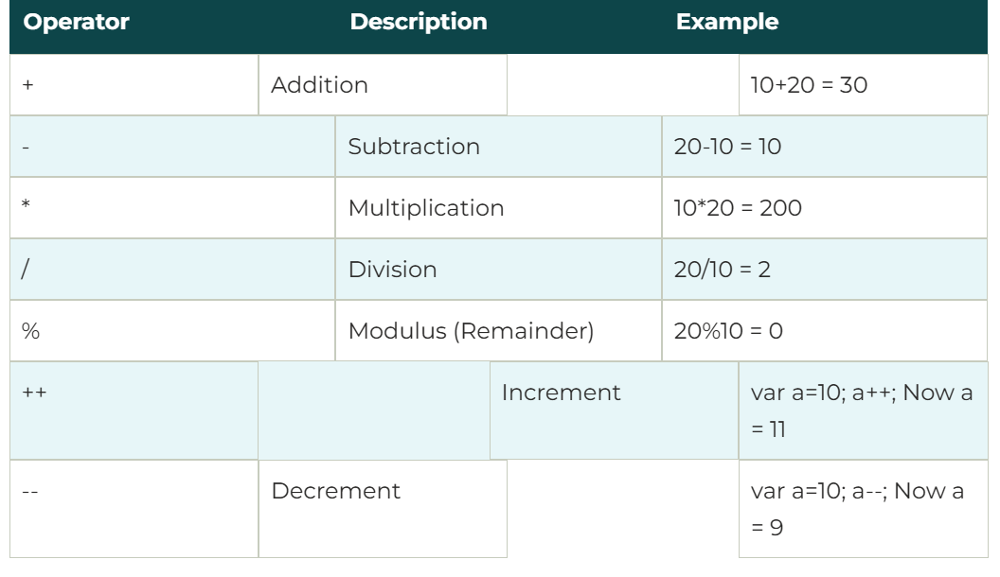 Operator Description Example
+ Addition 10+20 = 30
- Subtraction 20-10 = 10
* Multiplication 10*20 = 200
/ Division 20/10 = 2
% Modulus (Remainder) 20%10 = 0
++ Increment var a=10; a++; Now a
= 11
-- Decrement var a=10; a--; Now a
= 9